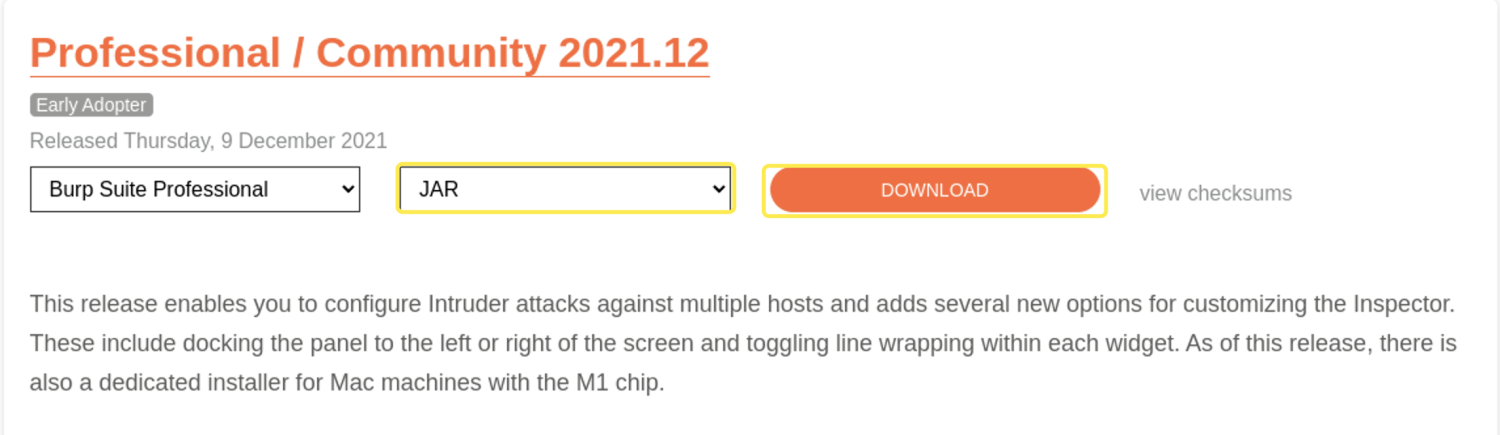 Professional / Community 2021.12
Early Adopter
Released Thursday, 9 December 2021
Burp Suite Professional
JAR
DOWNLOAD
view checksums
This release enables you to configure Intruder attacks against multiple hosts and adds several new options for customizing the Inspector.
These include docking the panel to the left or right of the screen and toggling line wrapping within each widget. As of this release, there is
also a dedicated installer for Mac machines with the M1 chip.